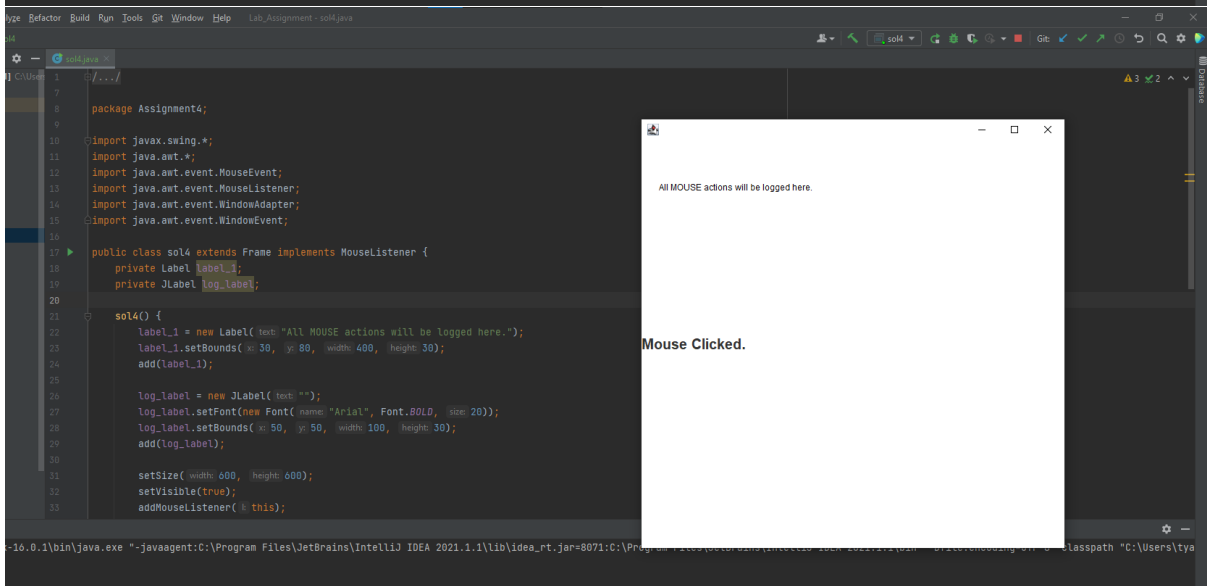 Refactor Build Run Tools Git Window Help Lab_Assignment - sol4.java
sol4 Git:
sol4.java ×
1 /.../ 3 2
7
8 package Assignment4;
9
10 import javax.swing.*;
11 import java.awt.*;
12 import java.awt.event.MouseEvent;
13 import java.awt.event.MouseListener;
14 import java.awt.event.WindowAdapter;
15 import java.awt.event.WindowEvent;
16
17 public class sol4 extends Frame implements MouseListener {
18 private Label label_1;
19 private JLabel log_label;
20
21 sol4() {
22 label_1 = new Label( text: "All MOUSE actions will be logged here.");
23 label_1.setBounds( x: 30, y: 80, width: 400, height: 30);
24 add(label_1);
25
26 log_label = new JLabel( text: "");
27 log_label.setFont(new Font( name: "Arial", Font.BOLD, size: 20));
28 log_label.setBounds( x: 50, y: 50, width: 100, height: 30);
29 add(log_label);
30
31 setSize( width: 600, height: 600);
32 setVisible(true);
33 addMouseListener( l: this);
All MOUSE actions will be logged here.
Mouse Clicked.
Database
-16.0.1\bin\java.exe "-javaagent:C:\Program Files\JetBrains\IntelliJ IDEA 2021.1.1\lib\idea_rt.jar=8071:C:\Program Files\JetBrains\IntelliJ IDEA 2021.1.1\bin" "C:\Users\tya